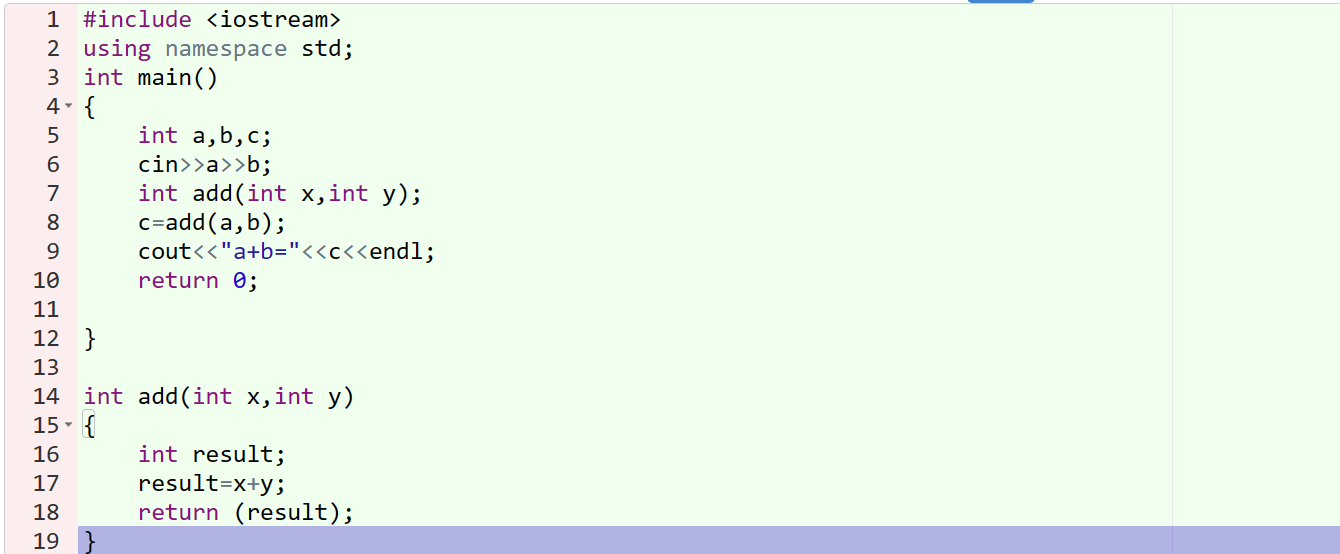 1 #include <iostream>
2 using namespace std;
3 int main()
4 {
5     int a,b,c;
6     cin>>a>>b;
7     int add(int x,int y);
8     c=add(a,b);
9     cout<<"a+b="<<c<<endl;
10     return 0;
11
12 }
13
14 int add(int x,int y)
15 {
16     int result;
17     result=x+y;
18     return (result);
19 }